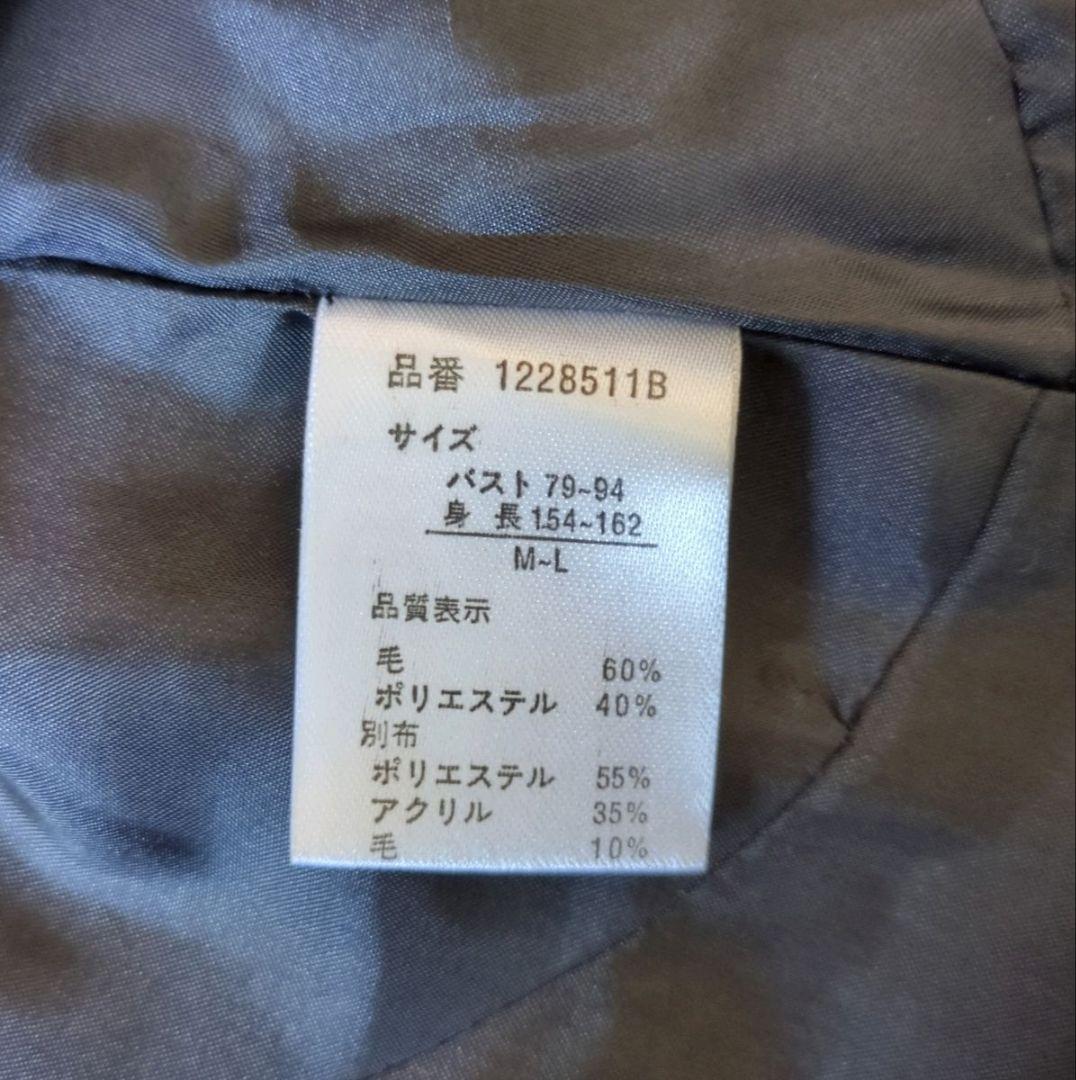 品番 1228511B
サイズ
バスト 79~94
身 長 154~162
M~L
品質表示
毛 60%
ポリエステル 40%
別布
ポリエステル 55%
アクリル 35%
毛 10%